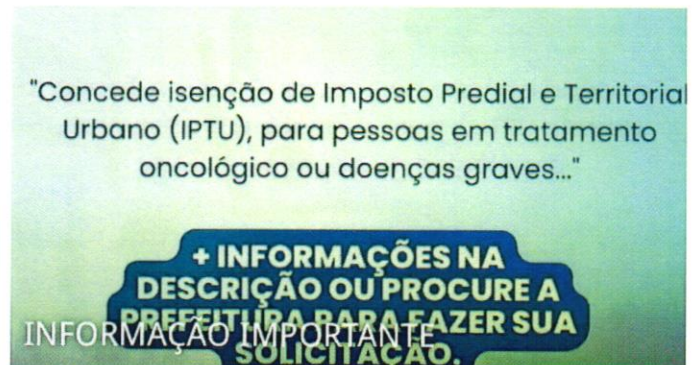 "Concede isenção de Imposto Predial e Territorial
Urbano (IPTU), para pessoas em tratamento
oncológico ou doenças graves..."
+ INFORMAÇÕES NA
DESCRIÇÃO OU PROCURE A
PREFEITURA PARA FAZER SUA
SOLICITAÇÃO.
INFORMAÇÃO IMPORTANTE